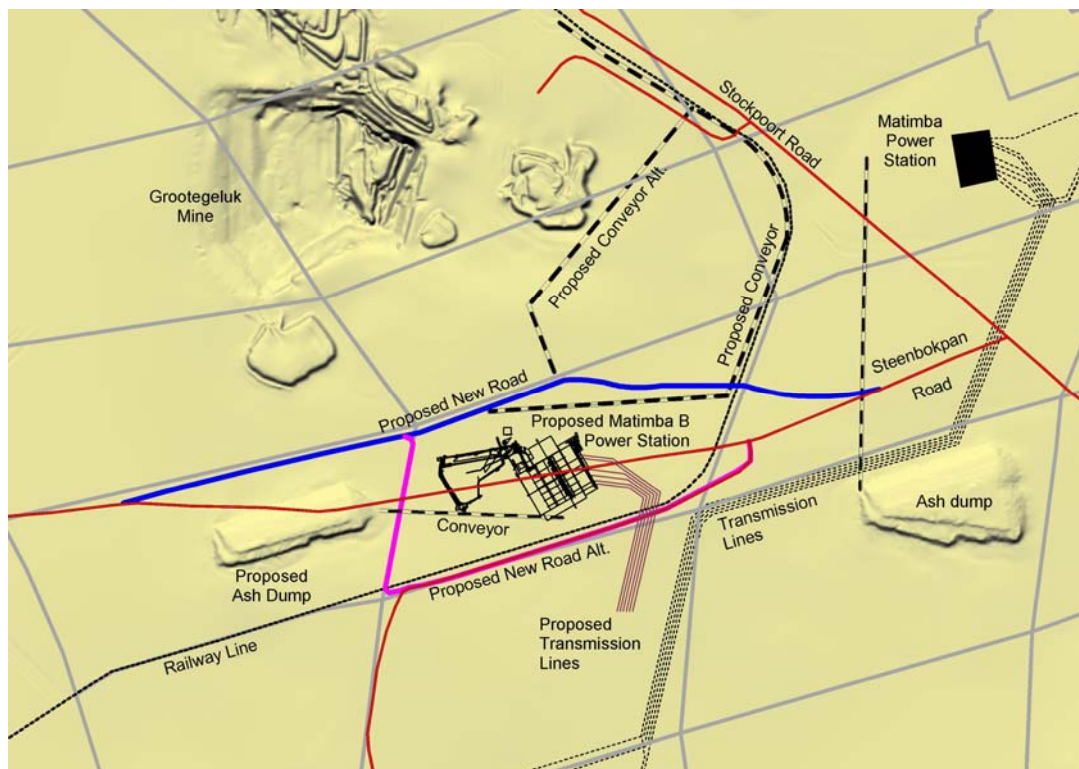 Stockpoort Road
Matimba
Power
Station
Grootegeluk
Mine
Proposed Conveyor Alt.
Proposed Conveyor
Steenbokpan
Road
Proposed New Road
Proposed Matimba B
Power Station
Conveyor
Ash dump
Transmission
Lines
Proposed
Ash Dump
Proposed New Road Alt.
Proposed
Transmission
Lines
Railway Line